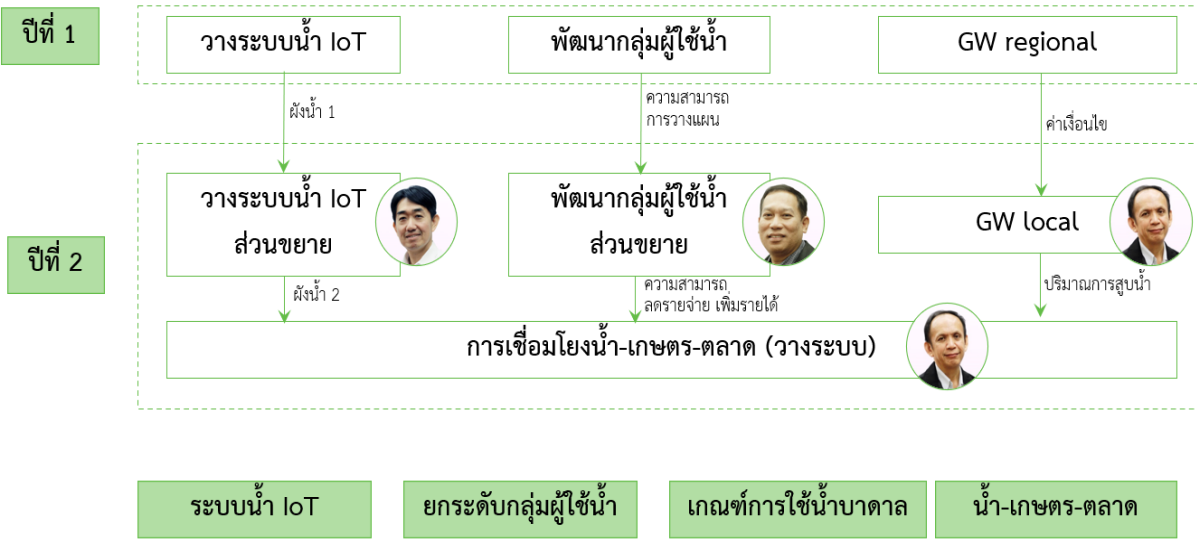 ปีที่ 1
วางระบบน้ำ IoT
พัฒนากลุ่มผู้ใช้น้ำ
GW regional
ผังน้ำ 1
ความสามารถ
การวางแผน
ค่าเงื่อนไข
ปีที่ 2
วางระบบน้ำ IoT
ส่วนขยาย
พัฒนากลุ่มผู้ใช้น้ำ
ส่วนขยาย
GW local
ผังน้ำ 2
ความสามารถ
ลดรายจ่าย เพิ่มรายได้
ปริมาณการสูบน้ำ
การเชื่อมโยงน้ำ-เกษตร-ตลาด (วางระบบ)
ระบบน้ำ IoT
ยกระดับกลุ่มผู้ใช้น้ำ
เกณฑ์การใช้น้ำบาดาล
น้ำ-เกษตร-ตลาด